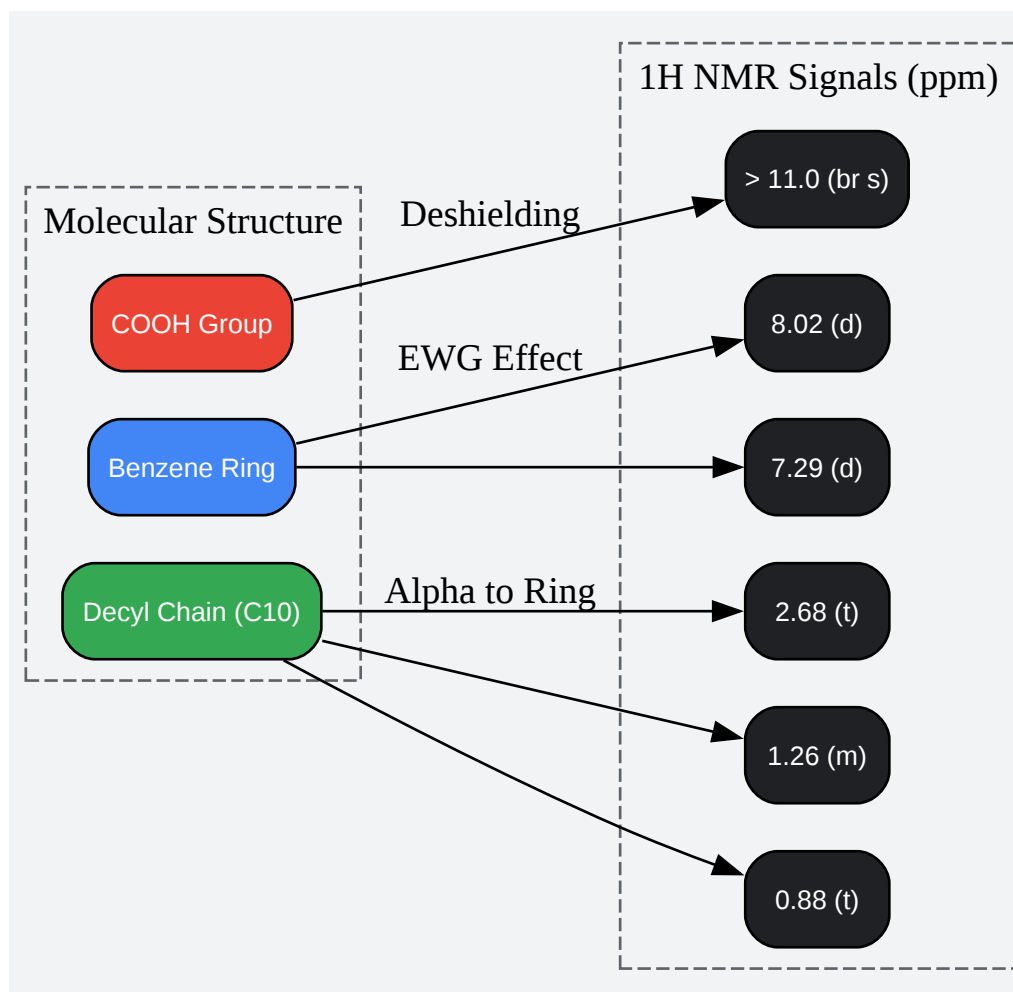 1H NMR Signals (ppm)
> 11.0 (br s)
Molecular Structure
Deshielding
COOH Group
8.02 (d)
EWG Effect
Benzene Ring
7.29 (d)
Alpha to Ring
Decyl Chain (C10)
2.68 (t)
1.26 (m)
0.88 (t)